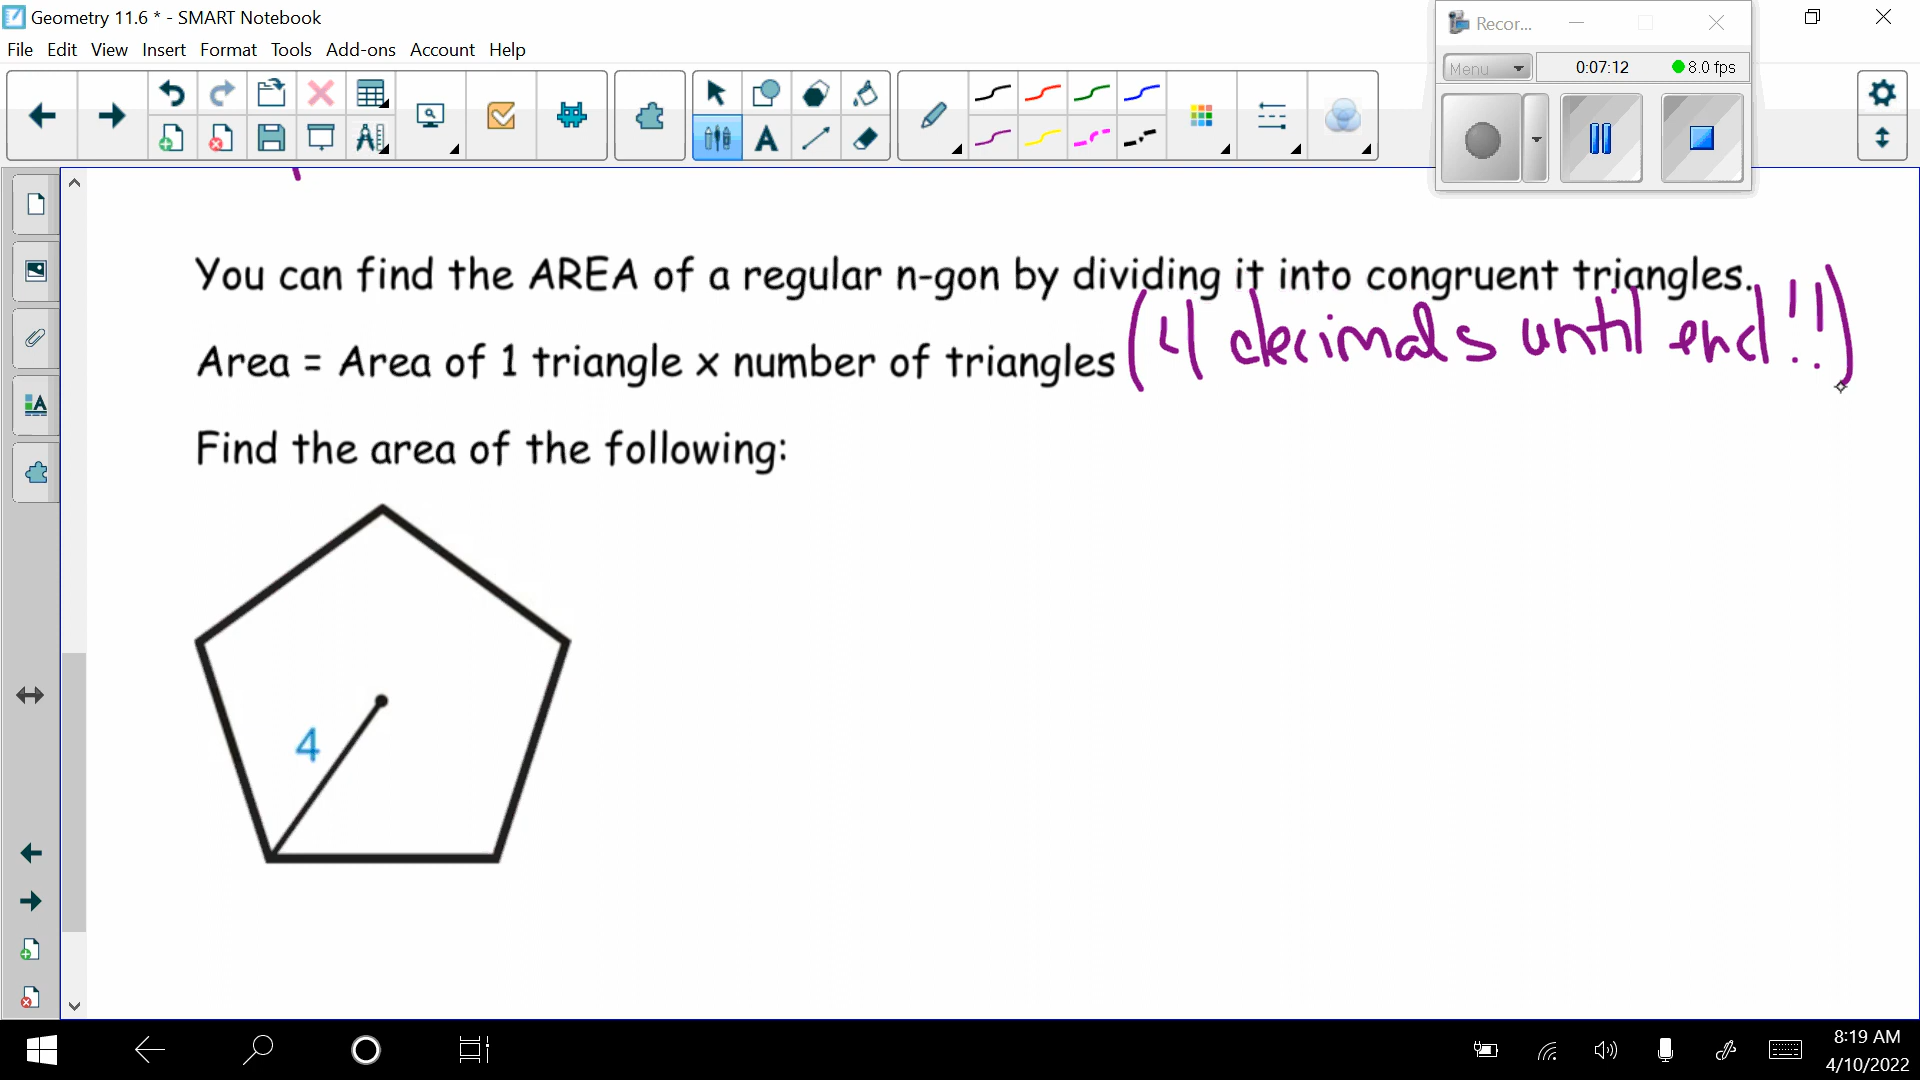 Geometry 11.6 * - SMART Notebook
Recor...
File Edit View Insert Format Tools Add-ons Account Help
Menu
0:07:12
8.0 fps
You can find the AREA of a regular n-gon by dividing it into congruent triangles.
Area = Area of 1 triangle x number of triangles (4 decimals until end!!)
Find the area of the following:
4
8:19 AM
4/10/2022